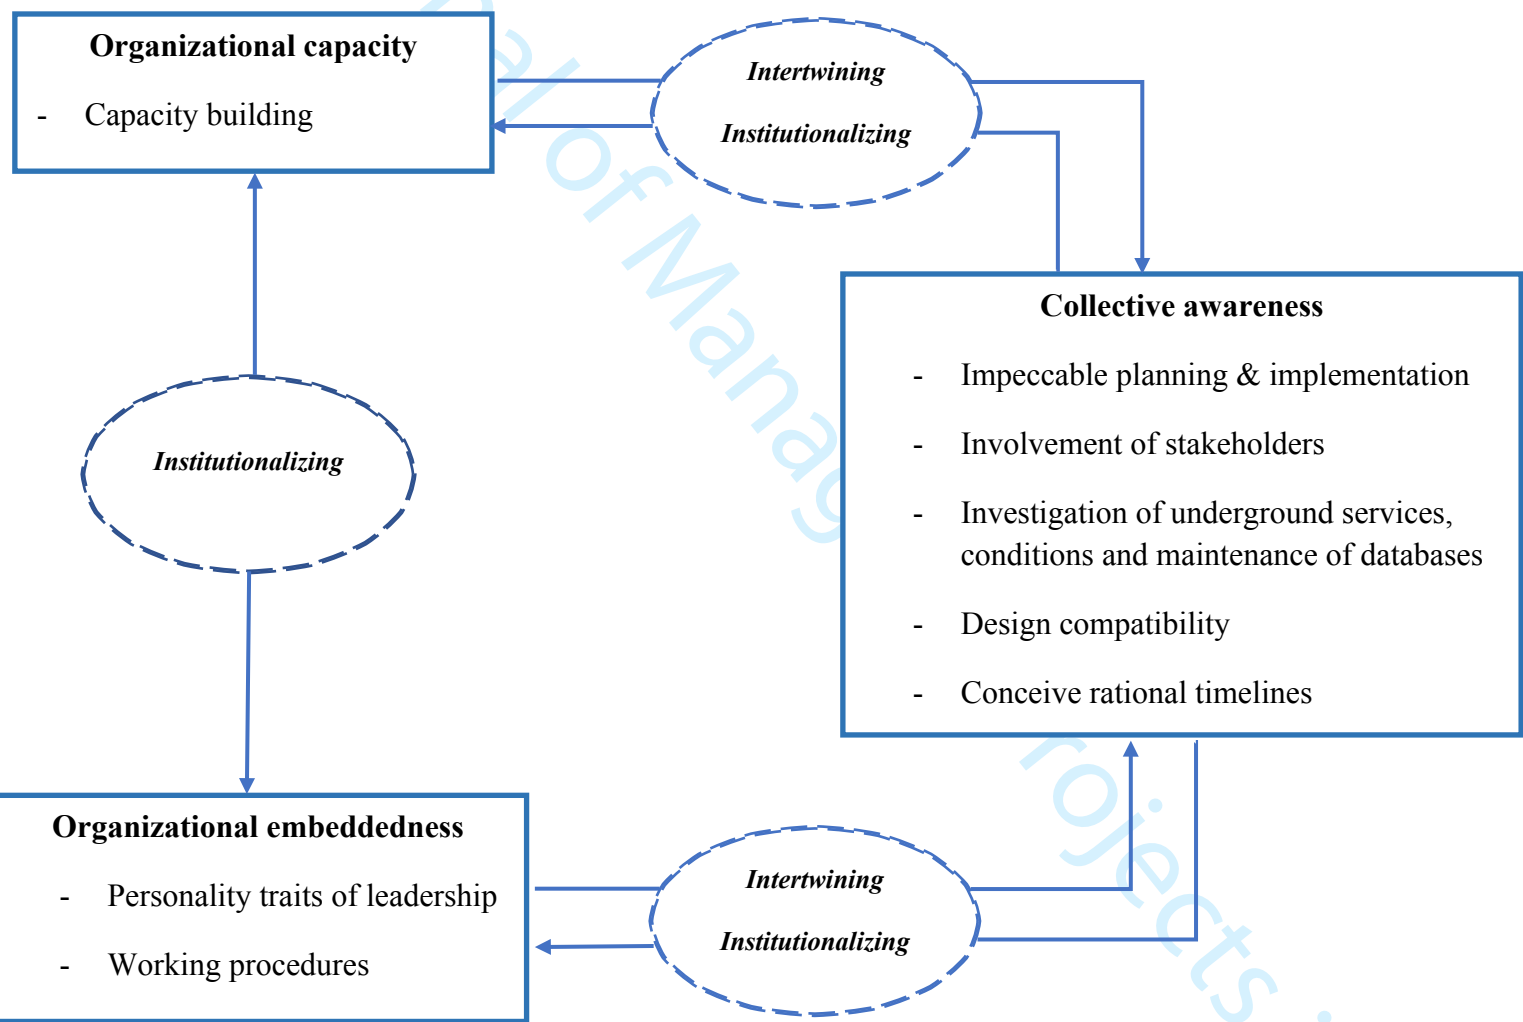 Organizational capacity
- Capacity building
Intertwining
Institutionalizing
Collective awareness
- Impeccable planning & implementation
- Involvement of stakeholders
- Investigation of underground services,
conditions and maintenance of databases
- Design compatibility
- Conceive rational timelines
Institutionalizing
Organizational embeddedness
- Personality traits of leadership
- Working procedures
Intertwining
Institutionalizing